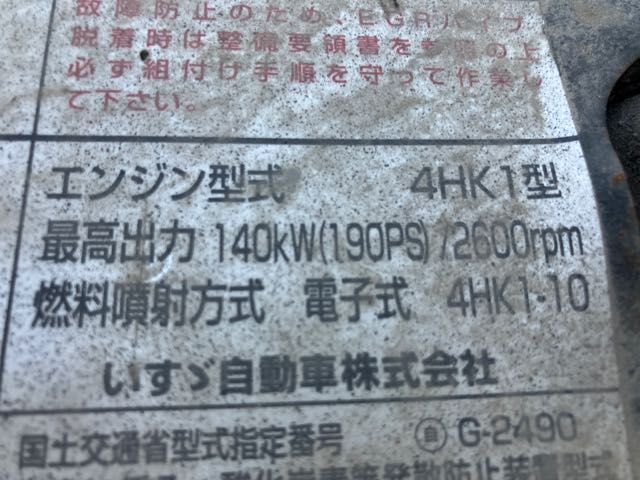 故障防止のため、EGRパイプ
脱着時は整備要領書を参照の上
必ず組付け手順を守って作業し
て下さい。
エンジン型式 4HK1型
最高出力 140kW(190PS)/2600rpm
燃料噴射方式 電子式 4HK1-10
いすゞ自動車株式会社
国土交通省型式指定番号 自 G-2490